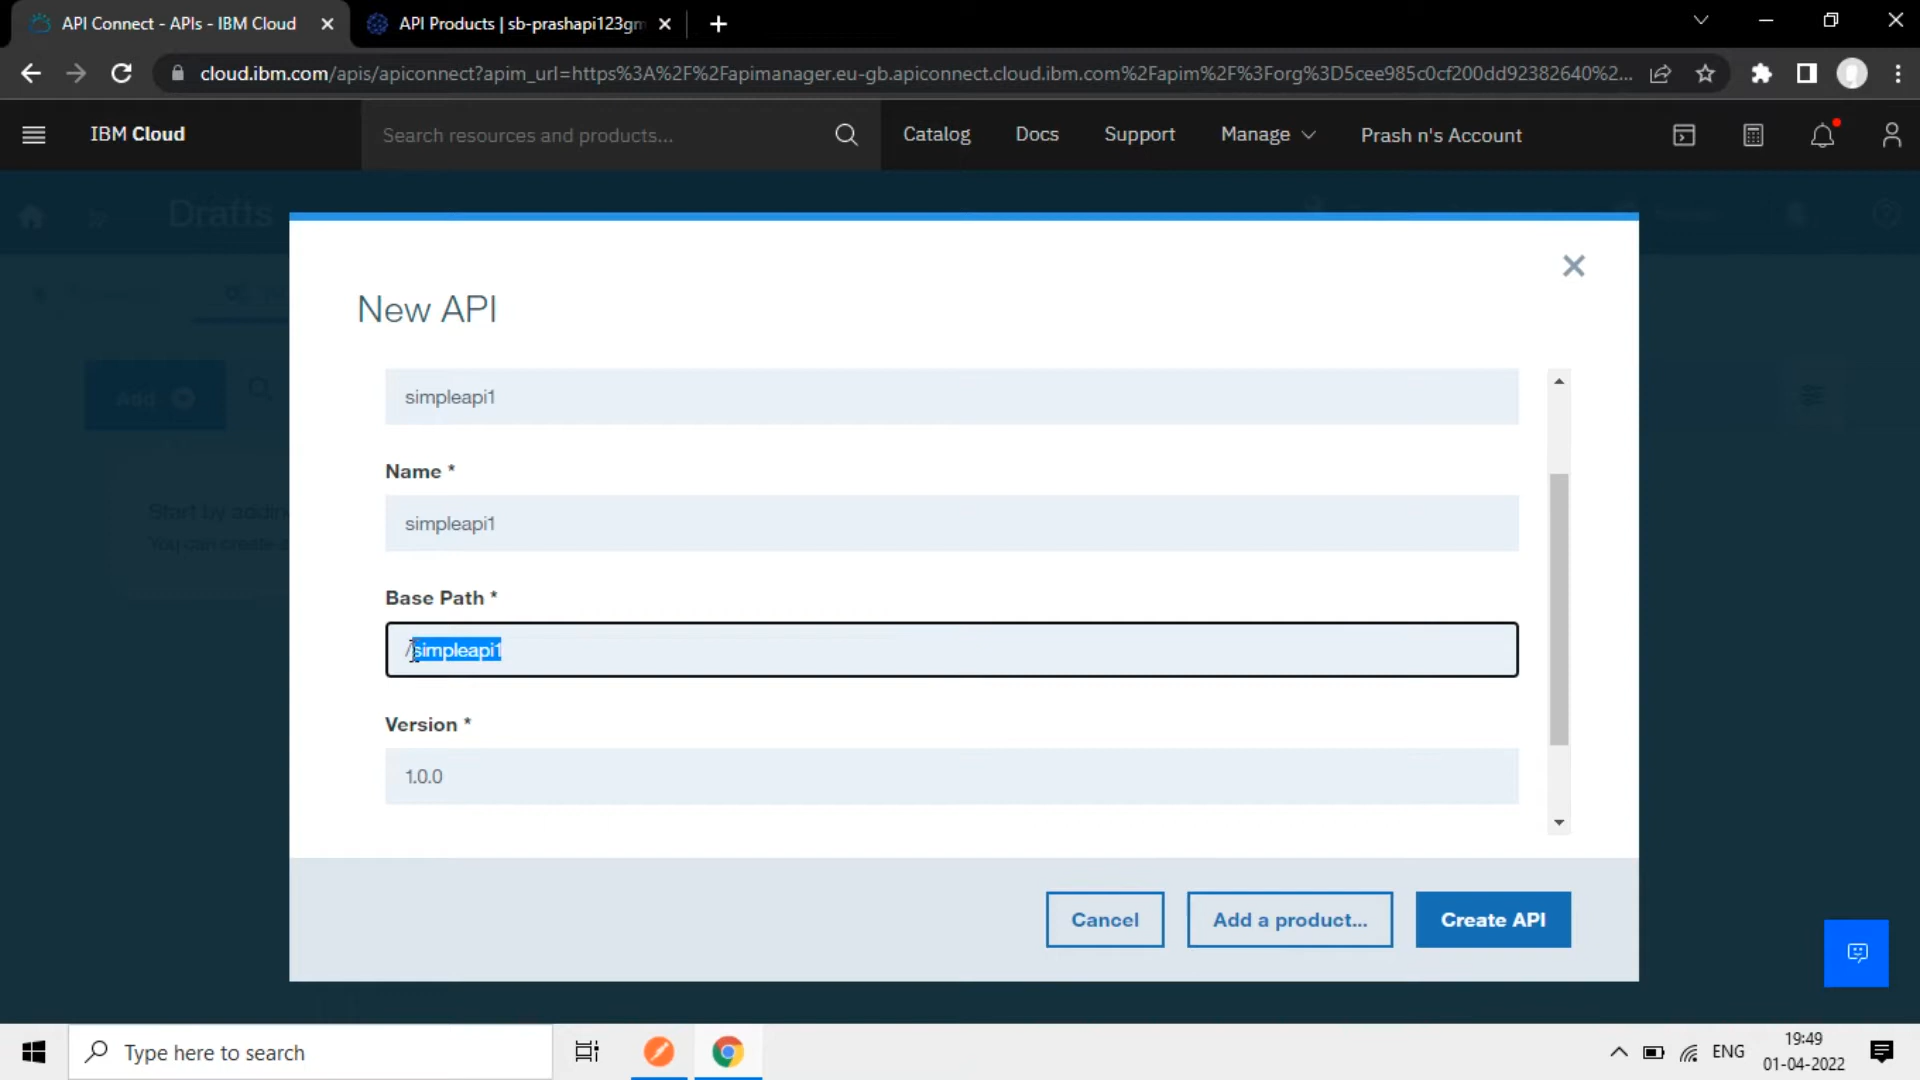 API Connect - APIs - IBM Cloud
API Products | sb-prashapi123gm
cloud.ibm.com/apis/apiconnect?apim_url=https%3A%2F%2Fapimanager.eu-gb.apiconnect.cloud.ibm.com%2Fapim%2F%3Forg%3D5cee985c0cf200dd92382640%2...
IBM Cloud
Search resources and products...
Catalog
Docs
Support
Manage
Prash n's Account
Drafts
New API
Add
simpleapi1
Name *
simpleapi1
Start by addin
You can create a
Base Path *
/simpleapi1
Version *
1.0.0
Cancel
Add a product...
Create API
Type here to search
ENG
19:49
01-04-2022